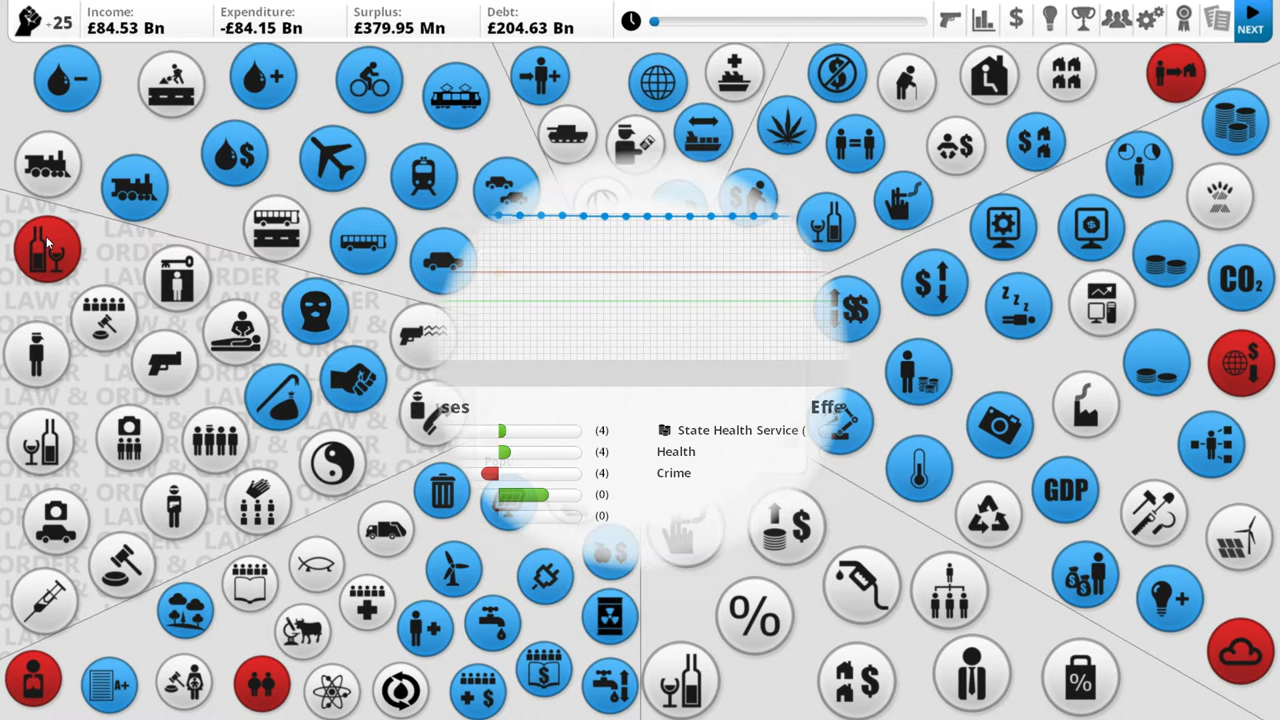 +25
Income:
£84.53 Bn
Expenditure:
-£84.15 Bn
Surplus:
£379.95 Mn
Debt:
£204.63 Bn
NEXT
LAW & ORDER
CO₂
ses
Effe
(4)
State Health Service (
(4)
Health
(4)
Crime
(0)
(0)
GDP
A+
%
%